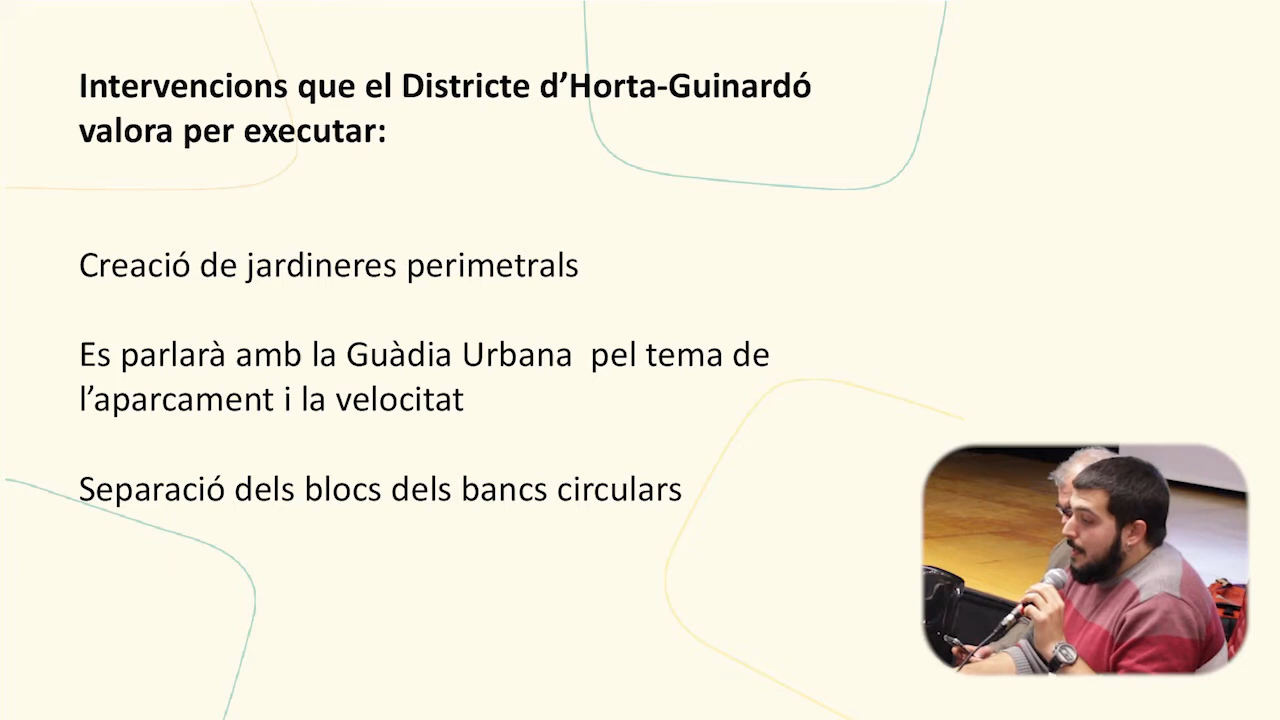 Intervencions que el Districte d’Horta-Guinardó
valora per executar:
Creació de jardineres perimetrals
Es parlarà amb la Guàdia Urbana  pel tema de
l’aparcament i la velocitat
Separació dels blocs dels bancs circulars